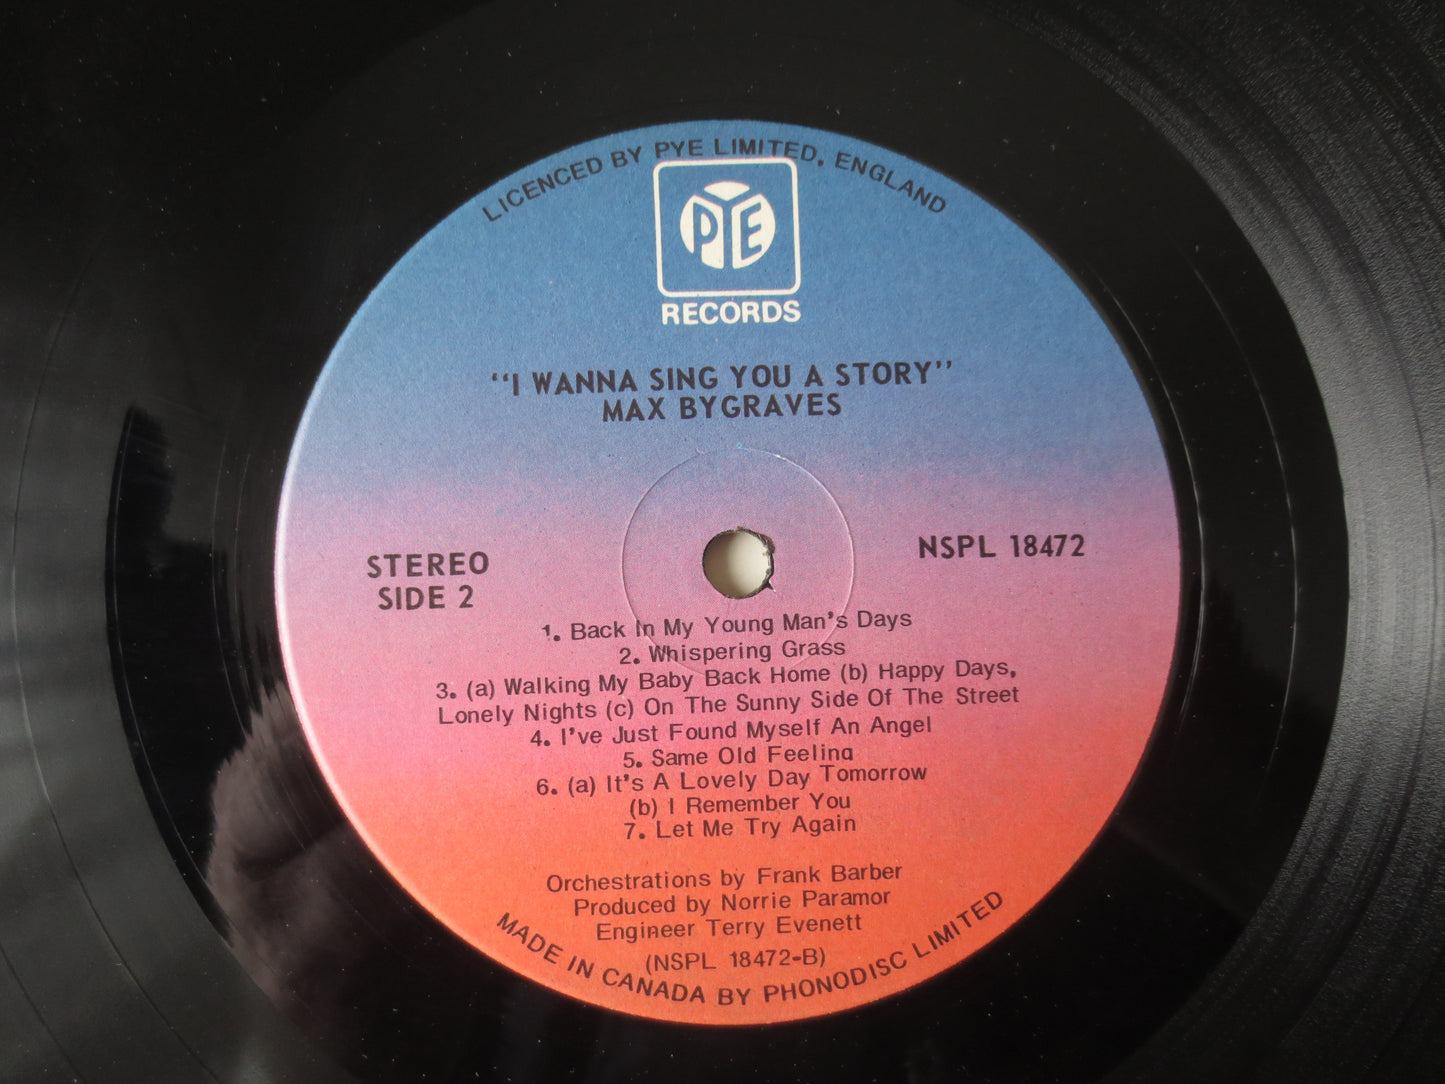 LICENCED BY PYE LIMITED, ENGLAND
PYE
RECORDS
"I WANNA SING YOU A STORY"
MAX BYGRAVES
STEREO
SIDE 2
NSPL 18472
1. Back In My Young Man's Days
2. Whispering Grass
3. (a) Walking My Baby Back Home (b) Happy Days,
Lonely Nights (c) On The Sunny Side Of The Street
4. I've Just Found Myself An Angel
5. Same Old Feeling
6. (a) It's A Lovely Day Tomorrow
(b) I Remember You
7. Let Me Try Again
Orchestrations by Frank Barber
Produced by Norrie Paramor
Engineer Terry Evenett
(NSPL 18472-B)
MADE IN CANADA BY PHONODISC LIMITED